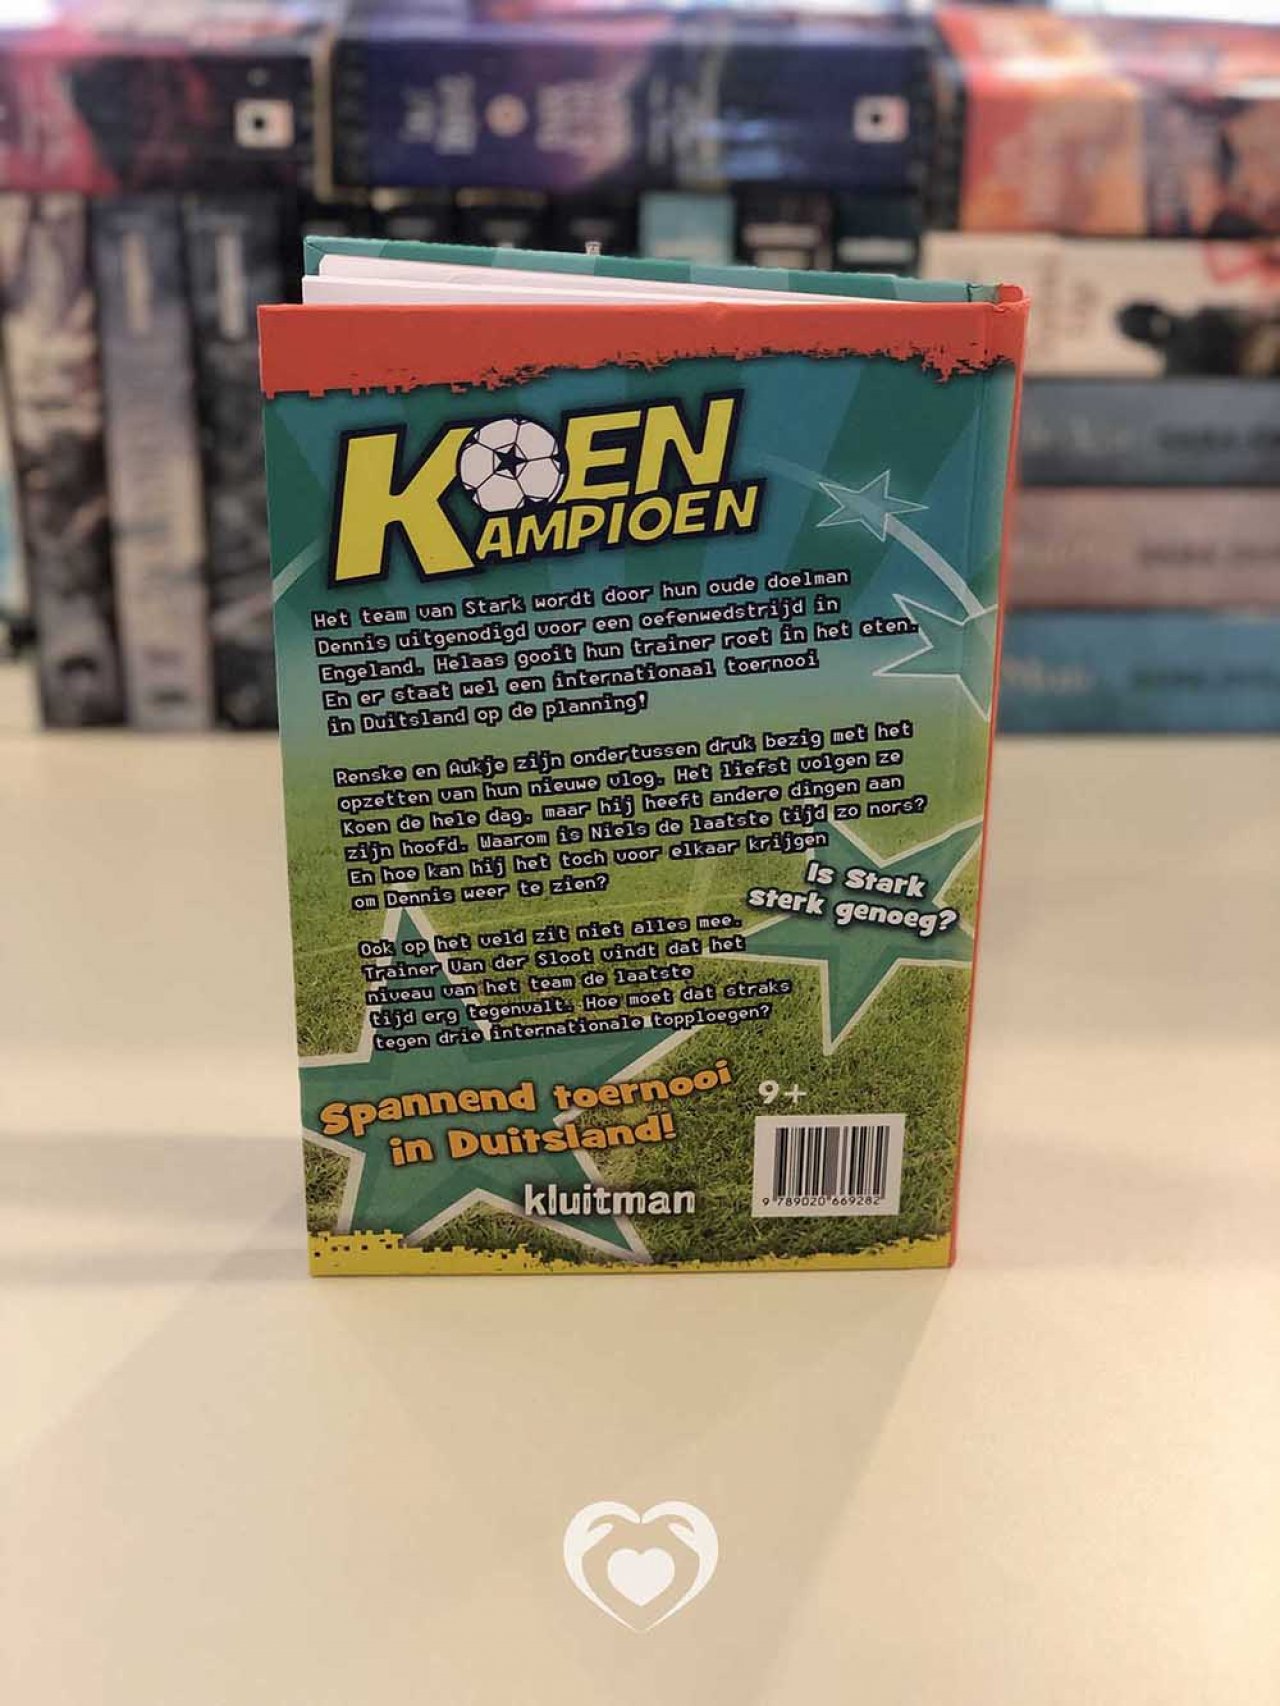 KOEN
KAMPIOEN
Het team van Stark wordt door hun oude doelman
Dennis uitgenodigd voor een oefenwedstrijd in
Engeland. Helaas gooit hun trainer roet in het eten.
En er staat wel een internationaal toernooi
in Duitsland op de planning!
Renske en Aukje zijn ondertussen druk bezig met het
opzetten van hun nieuwe vlog. Het liefst volgen ze
Koen de hele dag, maar hij heeft andere dingen aan
zijn hoofd. Waarom is Niels de laatste tijd zo nors?
En hoe kan hij het toch voor elkaar krijgen
om Dennis weer te zien?
Is Stark
sterk genoeg?
Ook op het veld zit niet alles mee.
Trainer Van der Sloot vindt dat het
niveau van het team de laatste
tijd erg tegenvalt. Hoe moet dat straks
tegen drie internationale topploegen?
Spannend toernooi
in Duitsland!
9+
kluitman
9 789020 669282